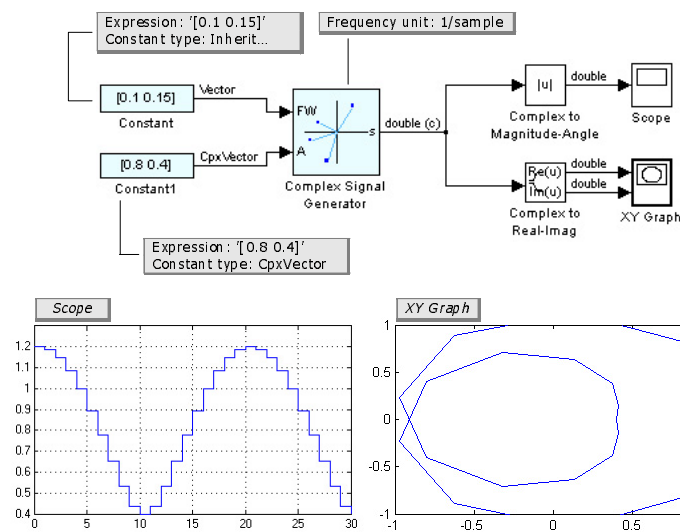 Expression: '[0.1 0.15]'
Constant type: Inherit...
Frequency unit: 1/sample
[0.1 0.15]
Vector
Constant
FW
A
s
double (c)
Complex Signal
Generator
|u|
double
Complex to
Magnitude-Angle
Scope
[0.8 0.4]
CpxVector
Constant1
Re(u)
Im(u)
double
double
Complex to
Real-Imag
XY Graph
Expression: '[0.8 0.4]'
Constant type: CpxVector
Scope
1.2
1.1
1
0.9
0.8
0.7
0.6
0.5
0.4
0 5 10 15 20 25 30
XY Graph
1
0.5
0
-0.5
-1
-1 -0.5 0 0.5